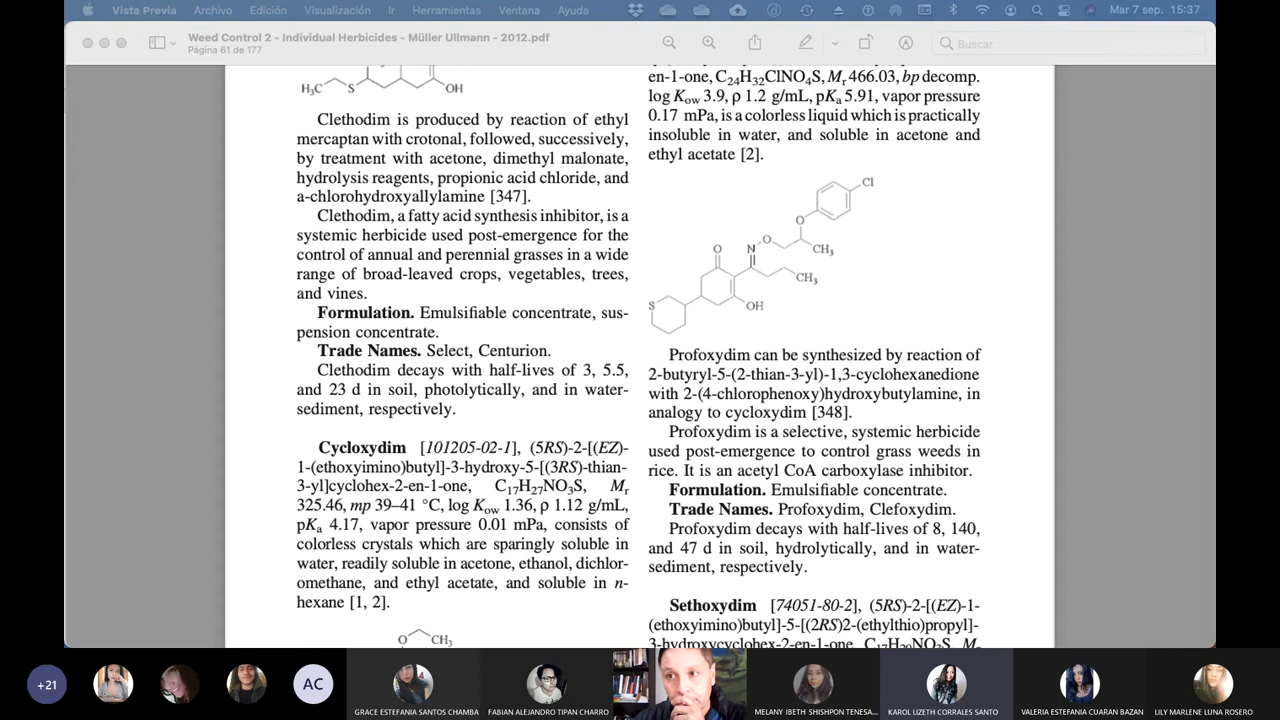 Vista Previa Archivo Edición Visualización Ir Herramientas Ventana Ayuda
Mar 7 sep. 15:37
Weed Control 2 - Individual Herbicides - Müller Ullmann - 2012.pdf
Página 61 de 177
Buscar
H₃C
S
OH
Clethodim is produced by reaction of ethyl
mercaptan with crotonal, followed, successively,
by treatment with acetone, dimethyl malonate,
hydrolysis reagents, propionic acid chloride, and
a-chlorohydroxyallylamine [347].
Clethodim, a fatty acid synthesis inhibitor, is a
systemic herbicide used post-emergence for the
control of annual and perennial grasses in a wide
range of broad-leaved crops, vegetables, trees,
and vines.
Formulation. Emulsifiable concentrate, sus-
pension concentrate.
Trade Names. Select, Centurion.
Clethodim decays with half-lives of 3, 5.5,
and 23 d in soil, photolytically, and in water-
sediment, respectively.
Cycloxydim [101205-02-1], (5RS)-2-[(EZ)-
1-(ethoxyimino)butyl]-3-hydroxy-5-[(3RS)-thian-
3-yl]cyclohex-2-en-1-one, C₁₇H₂₇NO₃S, Mᵣ
325.46, mp 39–41 °C, log Kow 1.36, ρ 1.12 g/mL,
pKa 4.17, vapor pressure 0.01 mPa, consists of
colorless crystals which are sparingly soluble in
water, readily soluble in acetone, ethanol, dichlor-
omethane, and ethyl acetate, and soluble in n-
hexane [1, 2].
O
CH₃
en-1-one, C₂₄H₃₂ClNO₄S, Mᵣ 466.03, bp decomp.
log Kow 3.9, ρ 1.2 g/mL, pKa 5.91, vapor pressure
0.17 mPa, is a colorless liquid which is practically
insoluble in water, and soluble in acetone and
ethyl acetate [2].
Cl
O
O
N
O
CH₃
CH₃
S
OH
Profoxydim can be synthesized by reaction of
2-butyryl-5-(2-thian-3-yl)-1,3-cyclohexanedione
with 2-(4-chlorophenoxy)hydroxybutylamine, in
analogy to cycloxydim [348].
Profoxydim is a selective, systemic herbicide
used post-emergence to control grass weeds in
rice. It is an acetyl CoA carboxylase inhibitor.
Formulation. Emulsifiable concentrate.
Trade Names. Profoxydim, Clefoxydim.
Profoxydim decays with half-lives of 8, 140,
and 47 d in soil, hydrolytically, and in water-
sediment, respectively.
Sethoxydim [74051-80-2], (5RS)-2-[(EZ)-1-
(ethoxyimino)butyl]-5-[(2RS)2-(ethylthio)propyl]-
3-hydroxycyclohex-2-en-1-one, C₁₇H₂₉NO₃S, M
+21
AC
GRACE ESTEFANIA SANTOS CHAMBA
FABIAN ALEJANDRO TIPAN CHARRO
MELANY IBETH SHISHPON TENESA...
KAROL LIZETH CORRALES SANTO
VALERIA ESTEFANIA CUARAN BAZAN
LILY MARLENE LUNA ROSERO